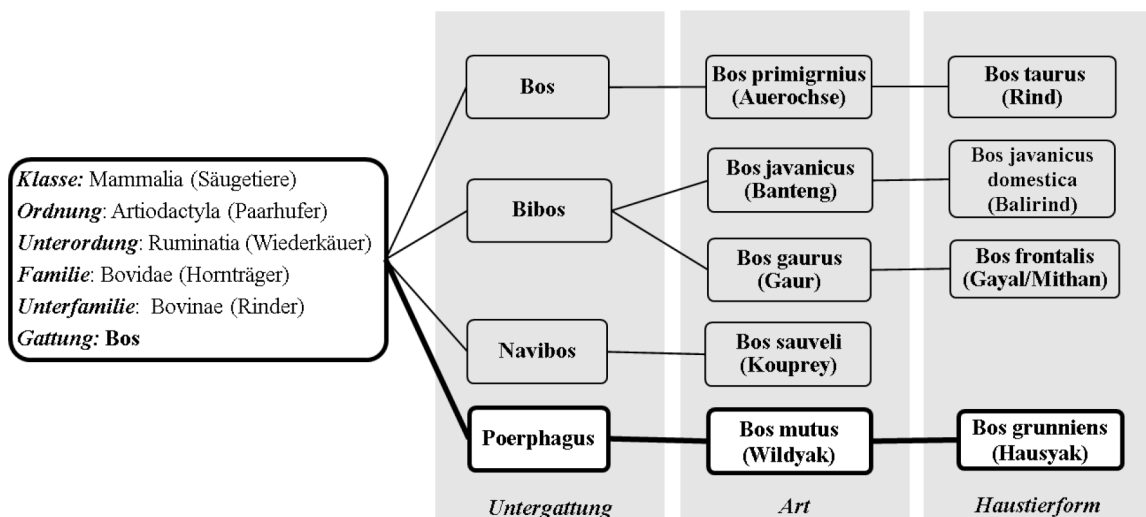 Klasse: Mammalia (Säugetiere)
Ordnung: Artiodactyla (Paarhufer)
Unterordung: Ruminatia (Wiederkäuer)
Familie: Bovidae (Hornträger)
Unterfamilie: Bovinae (Rinder)
Gattung: Bos
Bos
Bibos
Navibos
Poerphagus
Untergattung
Bos primigrnius
(Auerochse)
Bos javanicus
(Banteng)
Bos gaurus
(Gaur)
Bos sauveli
(Kouprey)
Bos mutus
(Wildyak)
Art
Bos taurus
(Rind)
Bos javanicus
domestica
(Balirind)
Bos frontalis
(Gayal/Mithan)
Bos grunniens
(Hausyak)
Haustierform